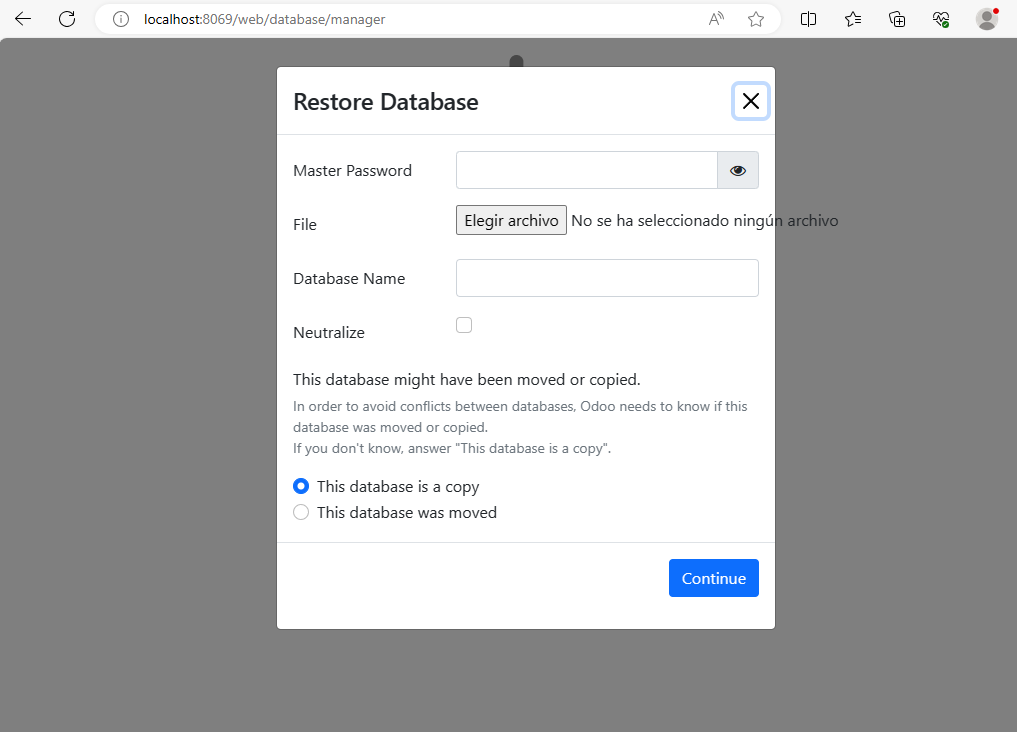 localhost:8069/web/database/manager
Restore Database
Master Password
File
Elegir archivo No se ha seleccionado ningún archivo
Database Name
Neutralize
This database might have been moved or copied.
In order to avoid conflicts between databases, Odoo needs to know if this
database was moved or copied.
If you don't know, answer "This database is a copy".
This database is a copy
This database was moved
Continue